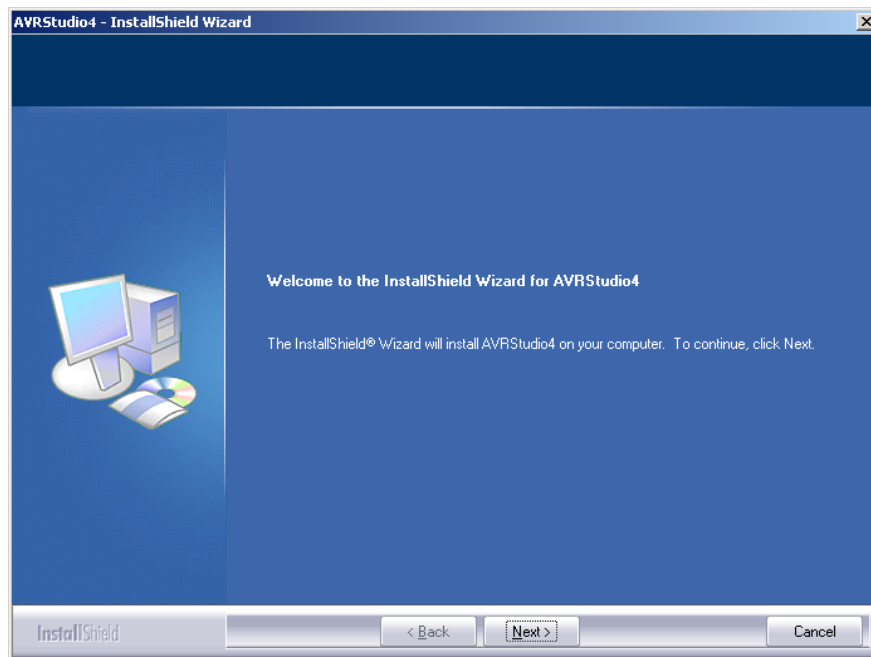 AVRStudio4 - InstallShield Wizard
Welcome to the InstallShield Wizard for AVRStudio4
The InstallShield® Wizard will install AVRStudio4 on your computer. To continue, click Next.
InstallShield
< Back
Next >
Cancel